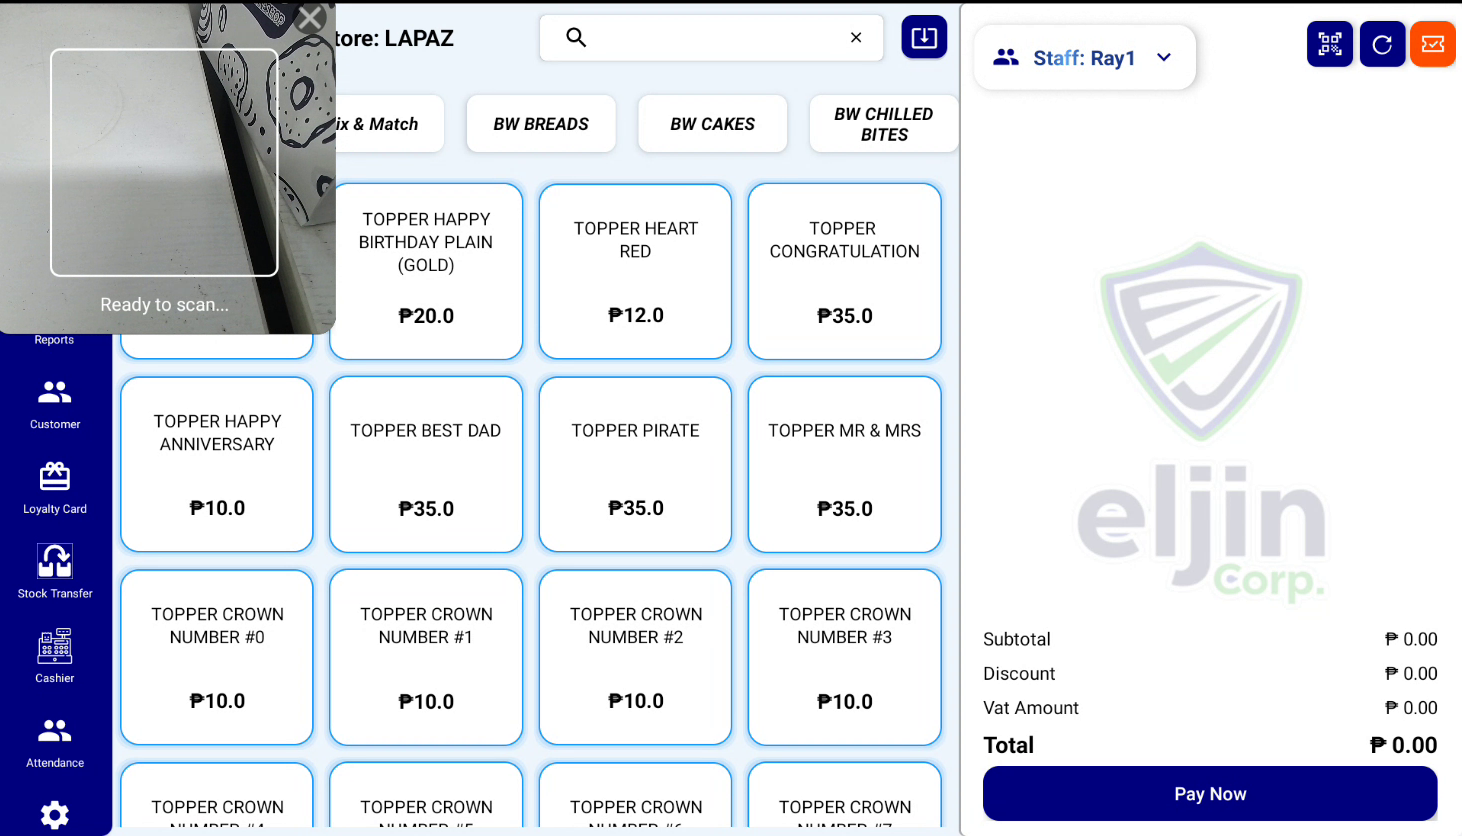 tore: LAPAZ
Staff: Ray1
ix & Match
BW BREADS
BW CAKES
BW CHILLED
BITES
Ready to scan...
TOPPER HAPPY
BIRTHDAY PLAIN
(GOLD)
₱20.0
TOPPER HEART
RED
₱12.0
TOPPER
CONGRATULATION
₱35.0
Reports
Customer
Loyalty Card
Stock Transfer
Cashier
Attendance
TOPPER HAPPY
ANNIVERSARY
₱10.0
TOPPER BEST DAD
₱35.0
TOPPER PIRATE
₱35.0
TOPPER MR & MRS
₱35.0
TOPPER CROWN
NUMBER #0
₱10.0
TOPPER CROWN
NUMBER #1
₱10.0
TOPPER CROWN
NUMBER #2
₱10.0
TOPPER CROWN
NUMBER #3
₱10.0
TOPPER CROWN
TOPPER CROWN
TOPPER CROWN
TOPPER CROWN
eljin
Corp.
Subtotal ₱ 0.00
Discount ₱ 0.00
Vat Amount ₱ 0.00
Total ₱ 0.00
Pay Now